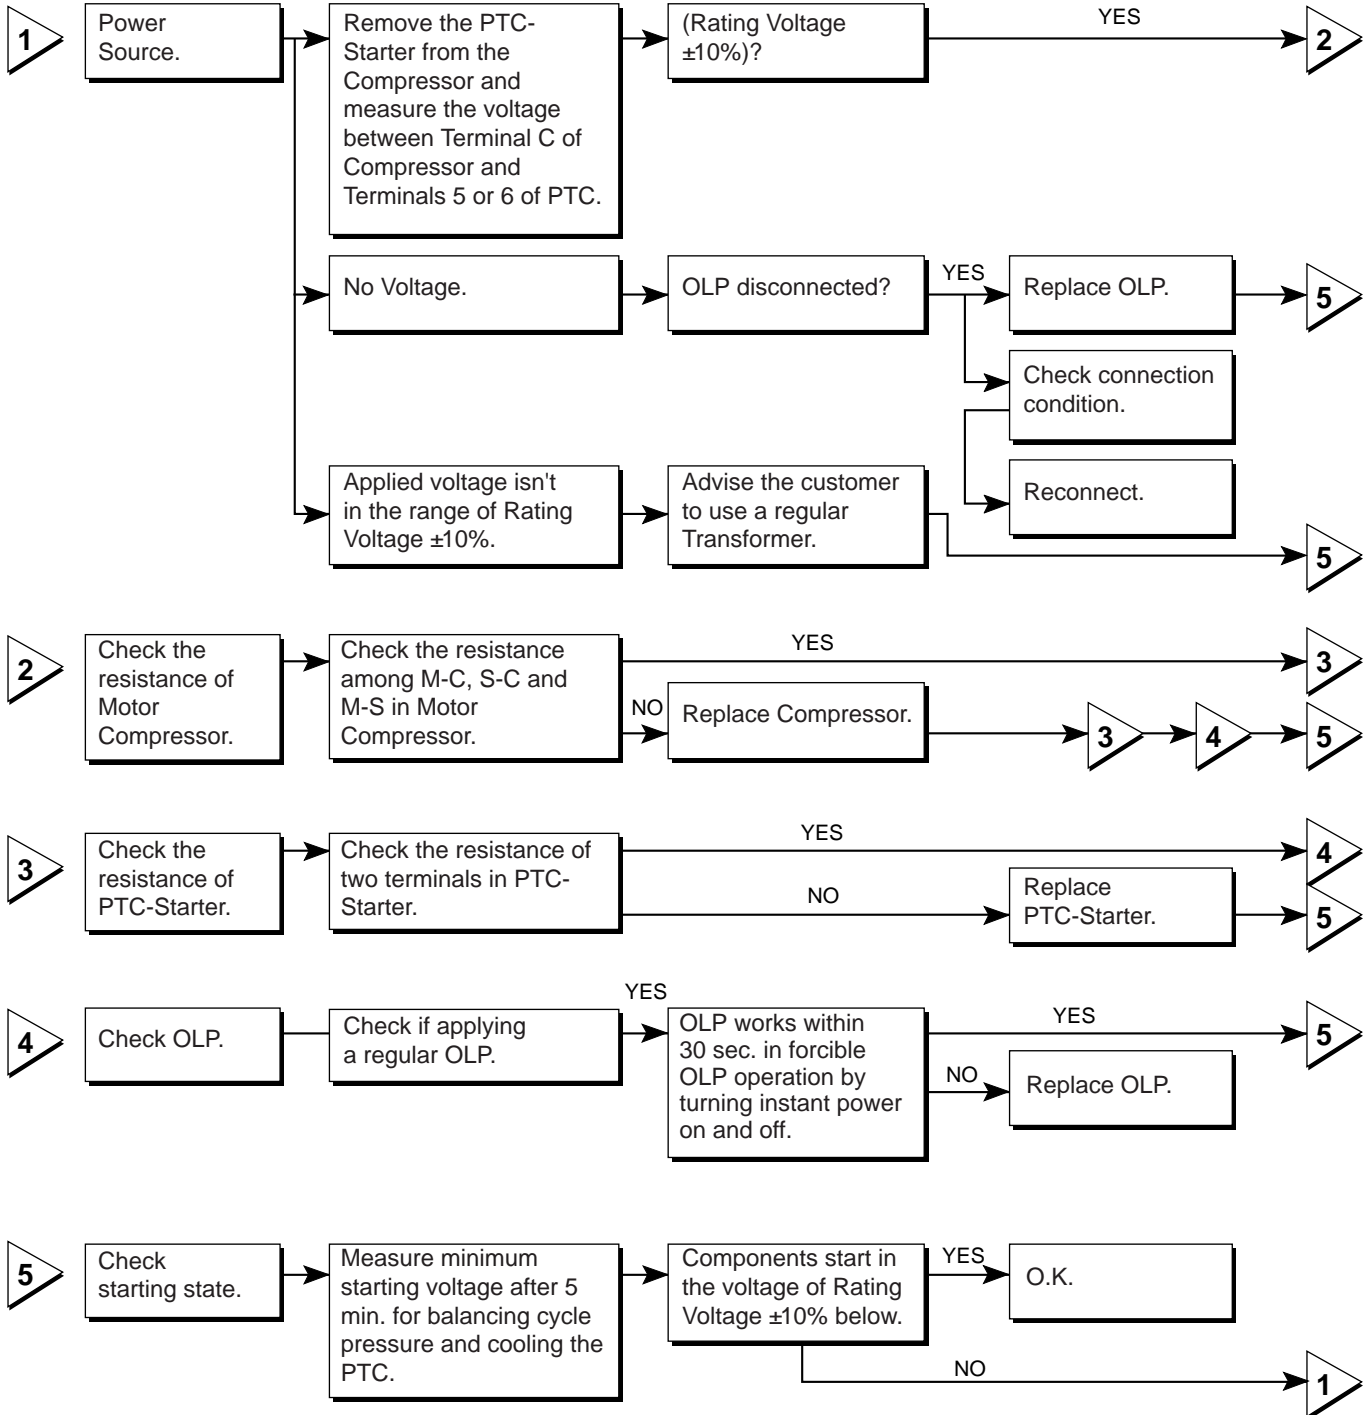 1
Power
Source.
Remove the PTC-
Starter from the
Compressor and
measure the voltage
between Terminal C of
Compressor and
Terminals 5 or 6 of PTC.
(Rating Voltage
±10%)?
YES
2
No Voltage.
OLP disconnected?
YES
Replace OLP.
5
Check connection
condition.
Reconnect.
Applied voltage isn't
in the range of Rating
Voltage ±10%.
Advise the customer
to use a regular
Transformer.
5
2
Check the
resistance of
Motor
Compressor.
Check the resistance
among M-C, S-C and
M-S in Motor
Compressor.
YES
3
NO
Replace Compressor.
3
4
5
3
Check the
resistance of
PTC-Starter.
Check the resistance of
two terminals in PTC-
Starter.
YES
4
NO
Replace
PTC-Starter.
5
4
Check OLP.
Check if applying
a regular OLP.
YES
OLP works within
30 sec. in forcible
OLP operation by
turning instant power
on and off.
YES
5
NO
Replace OLP.
5
Check
starting state.
Measure minimum
starting voltage after 5
min. for balancing cycle
pressure and cooling the
PTC.
Components start in
the voltage of Rating
Voltage ±10% below.
YES
O.K.
NO
1